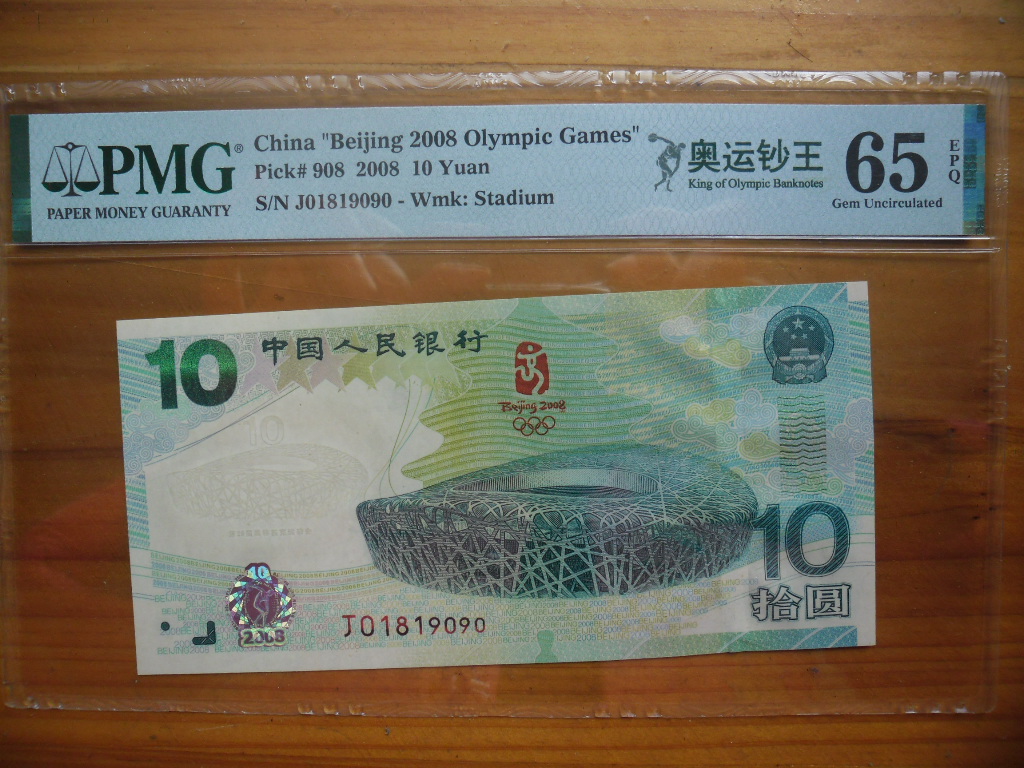 PMG®
PAPER MONEY GUARANTY
China "Beijing 2008 Olympic Games"
Pick# 908 2008 10 Yuan
S/N J01819090 - Wmk: Stadium
奥运钞王
King of Olympic Banknotes
65
EPQ
Gem Uncirculated
10
中国人民银行
Beijing 2008
10
10
拾圆
10
2008
J01819090